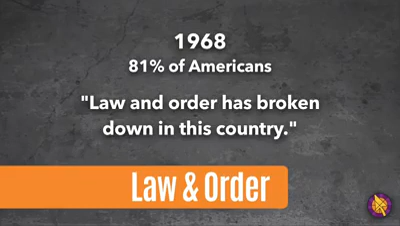 1968
81% of Americans
"Law and order has broken
down in this country."
Law & Order